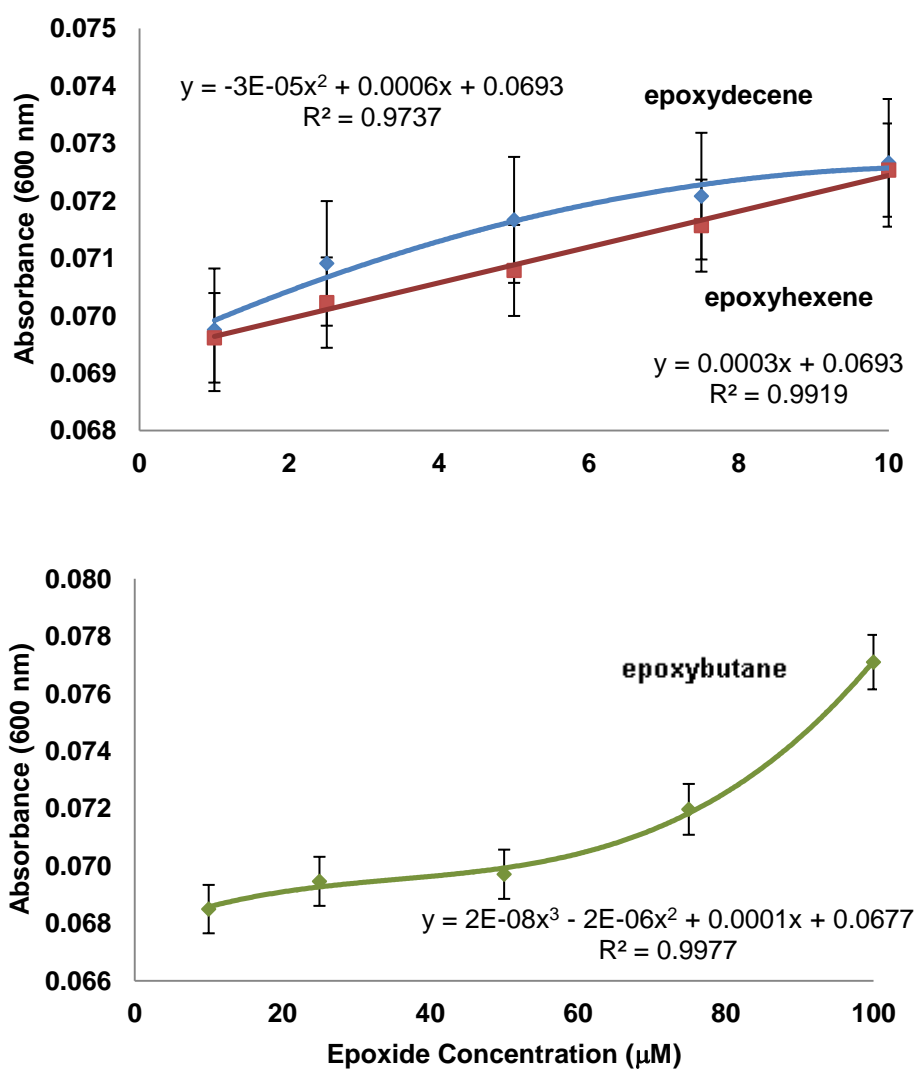 0.075
0.074
0.073
0.072
0.071
0.070
0.069
0.068
Absorbance (600 nm)
y = -3E-05x² + 0.0006x + 0.0693
R² = 0.9737
epoxydecene
epoxyhexene
y = 0.0003x + 0.0693
R² = 0.9919
0 2 4 6 8 10
0.080
0.078
0.076
0.074
0.072
0.070
0.068
0.066
Absorbance (600 nm)
epoxybutane
y = 2E-08x³ - 2E-06x² + 0.0001x + 0.0677
R² = 0.9977
0 20 40 60 80 100
Epoxide Concentration (μM)